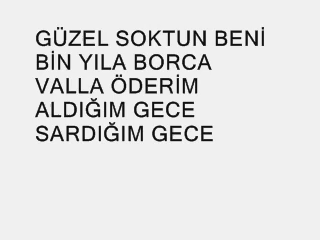 GÜZEL SOKTUN BENİ
BİN YILA BORCA
VALLA ÖDERİM
ALDIĞIM GECE
SARDIĞIM GECE